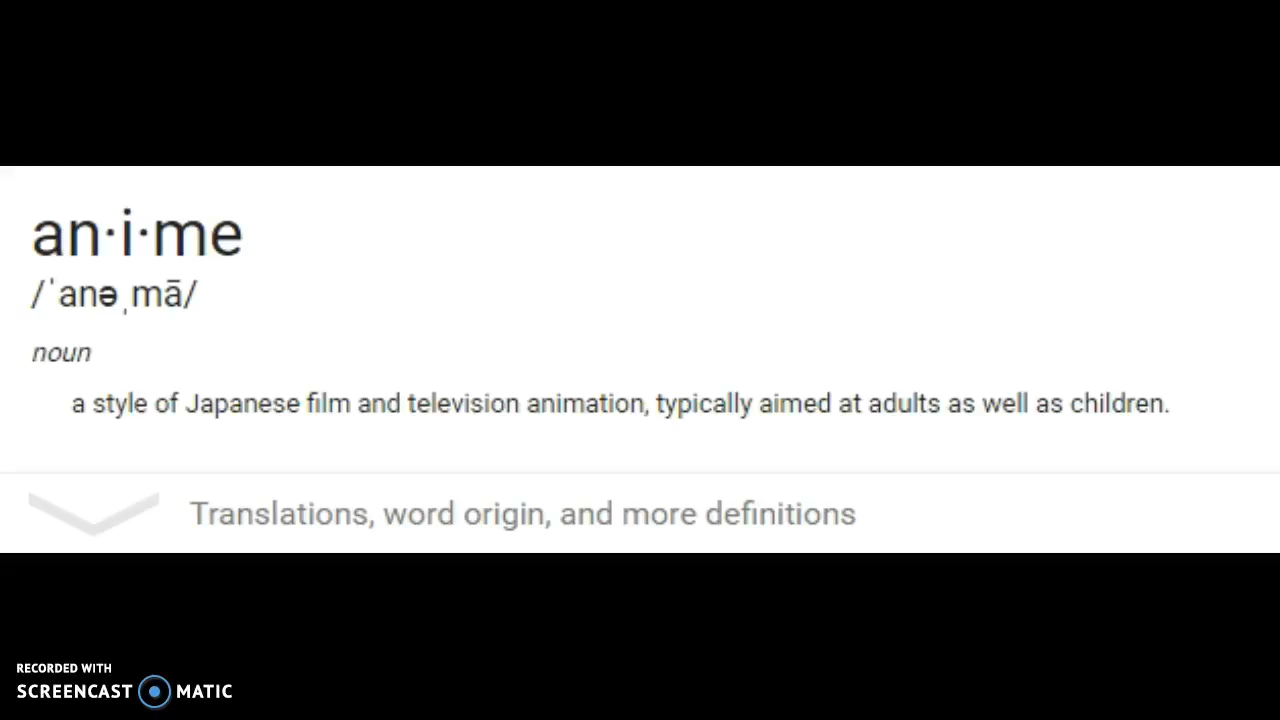 an·i·me
/ˈanəˌmā/
noun
a style of Japanese film and television animation, typically aimed at adults as well as children.
Translations, word origin, and more definitions
RECORDED WITH
SCREENCAST MATIC